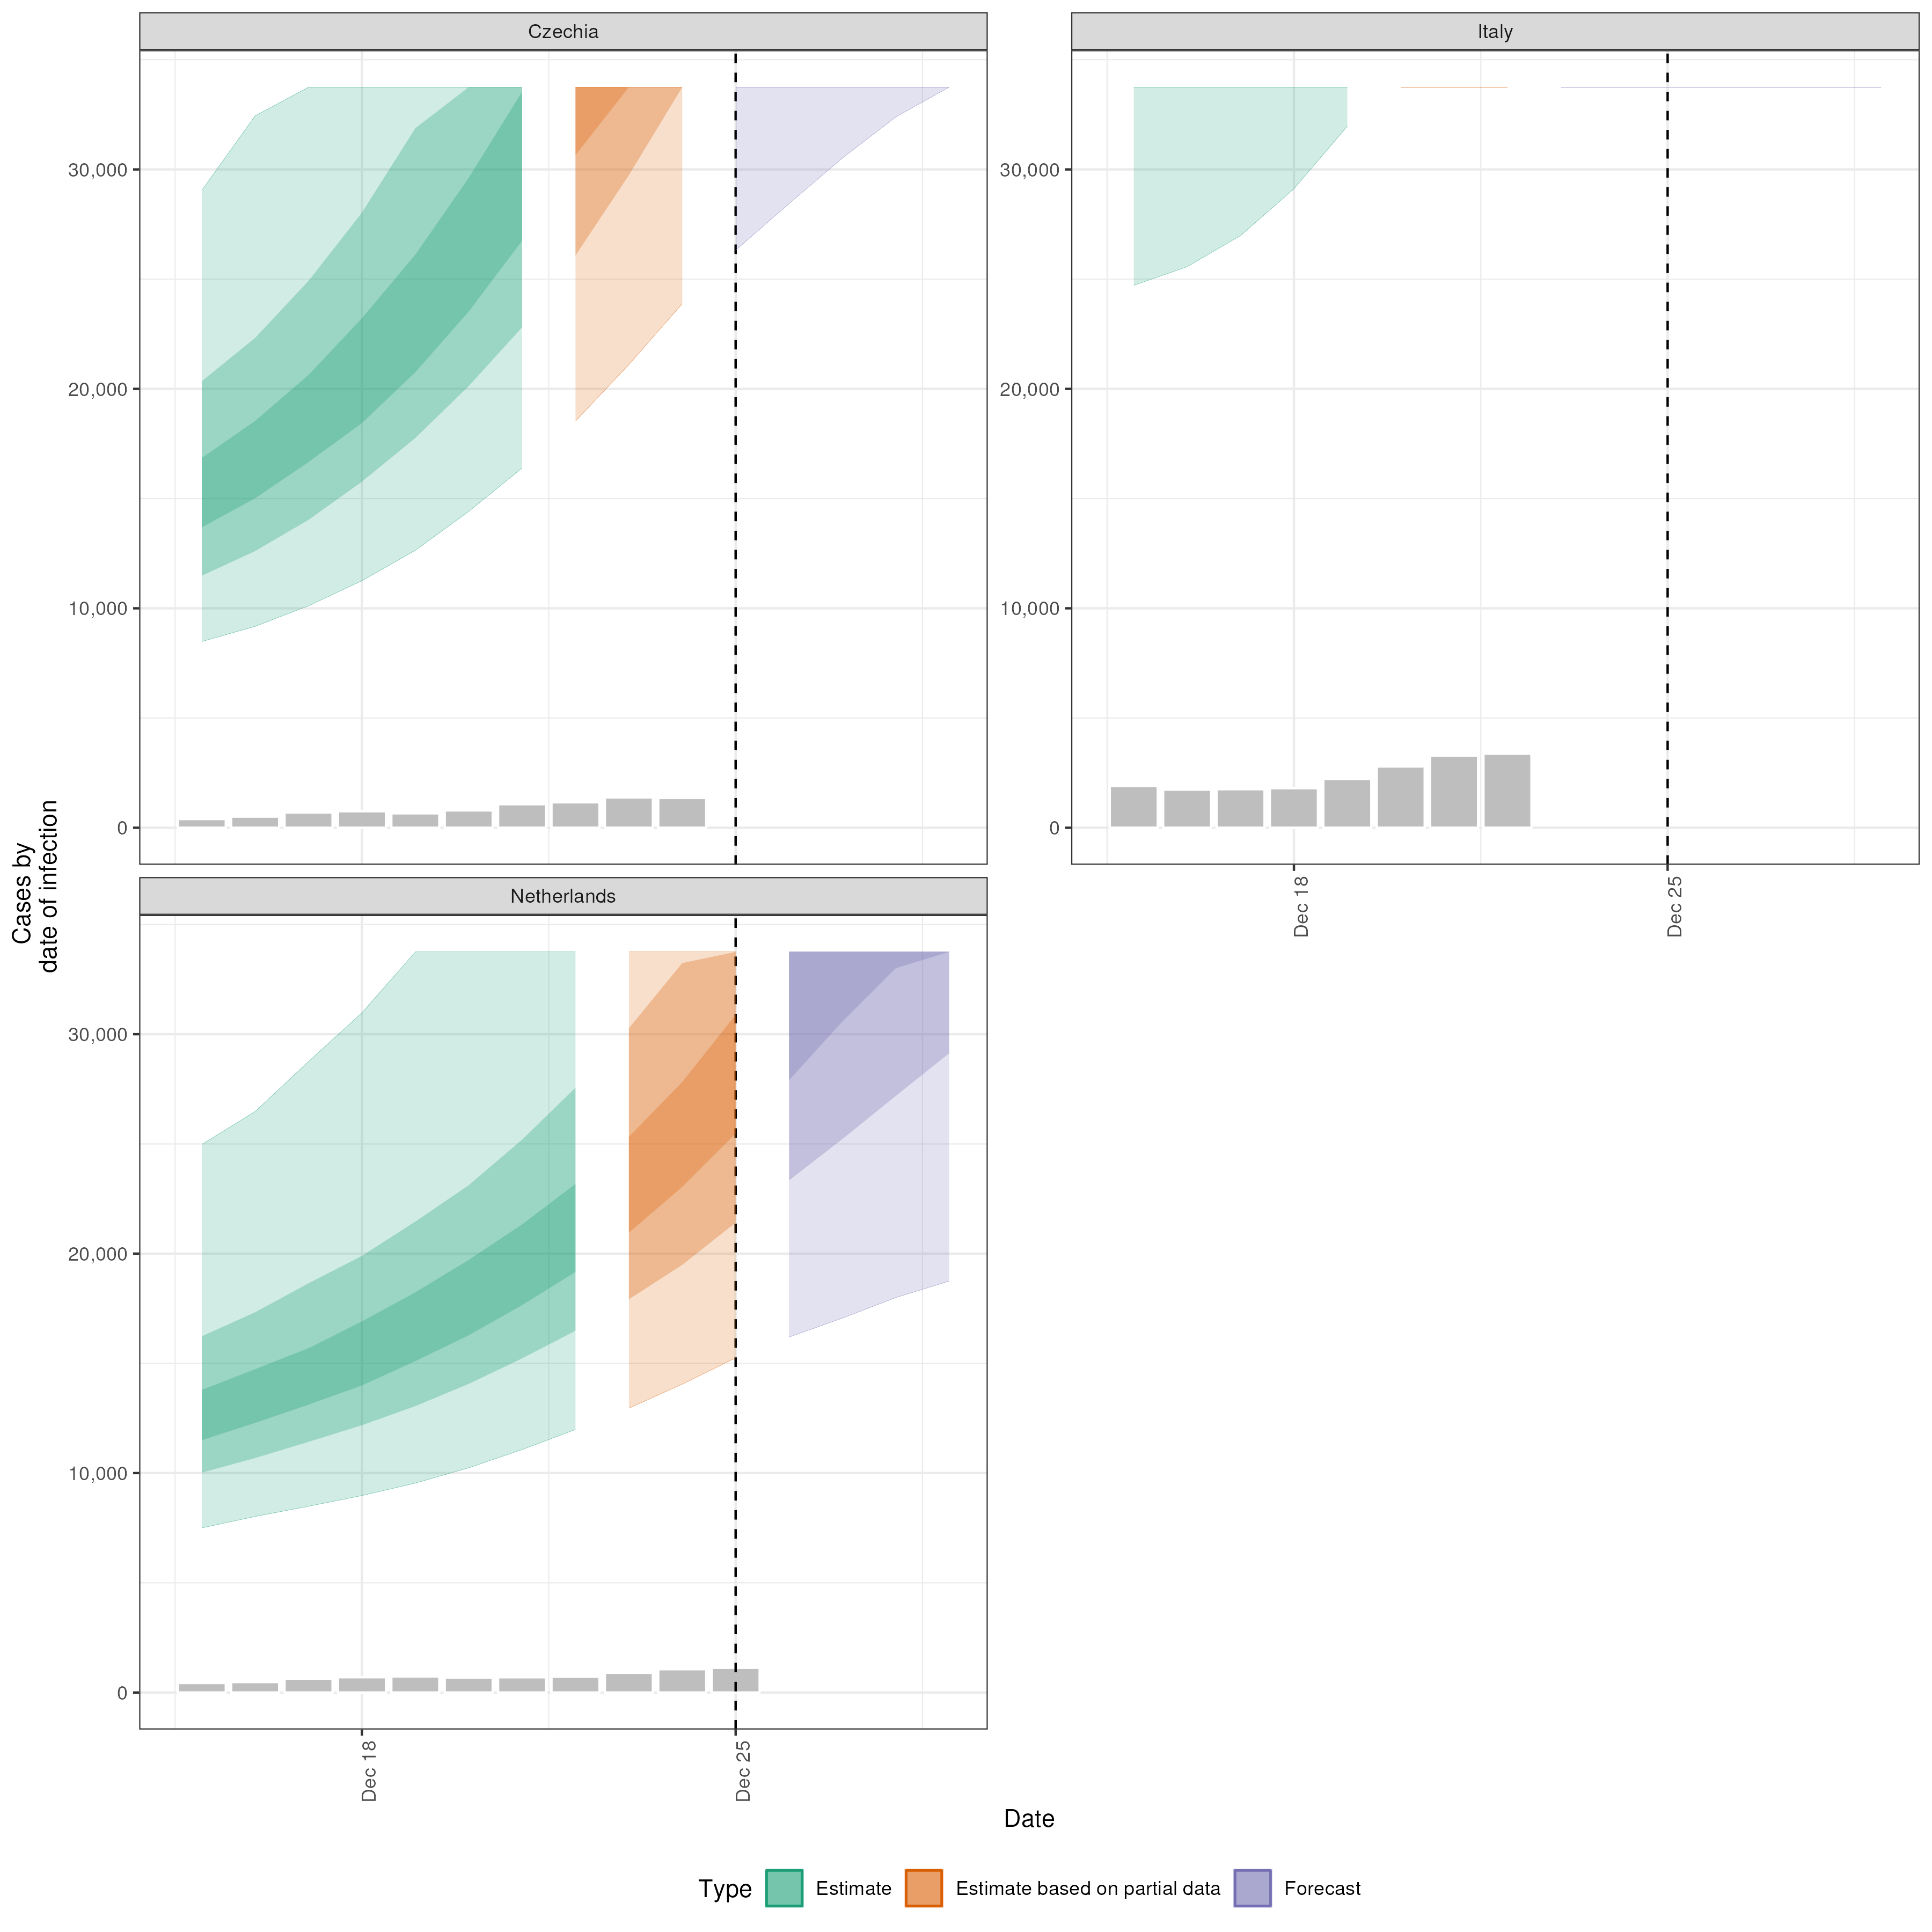 Czechia
Italy
30,000
20,000
10,000
0
30,000
20,000
10,000
0
Dec 18
Dec 25
Cases by
date of infection
Netherlands
30,000
20,000
10,000
0
Dec 18
Dec 25
Date
Type
Estimate
Estimate based on partial data
Forecast